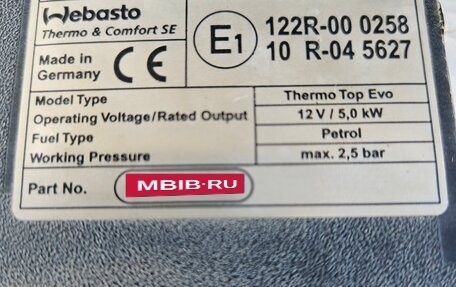 Webasto
Thermo & Comfort SE
Made in
Germany
CE
E1
122R-00 0258
10 R-04 5627
Model Type Thermo Top Evo
Operating Voltage/Rated Output 12 V / 5,0 kW
Fuel Type Petrol
Working Pressure max. 2,5 bar
Part No. MBIB-RU